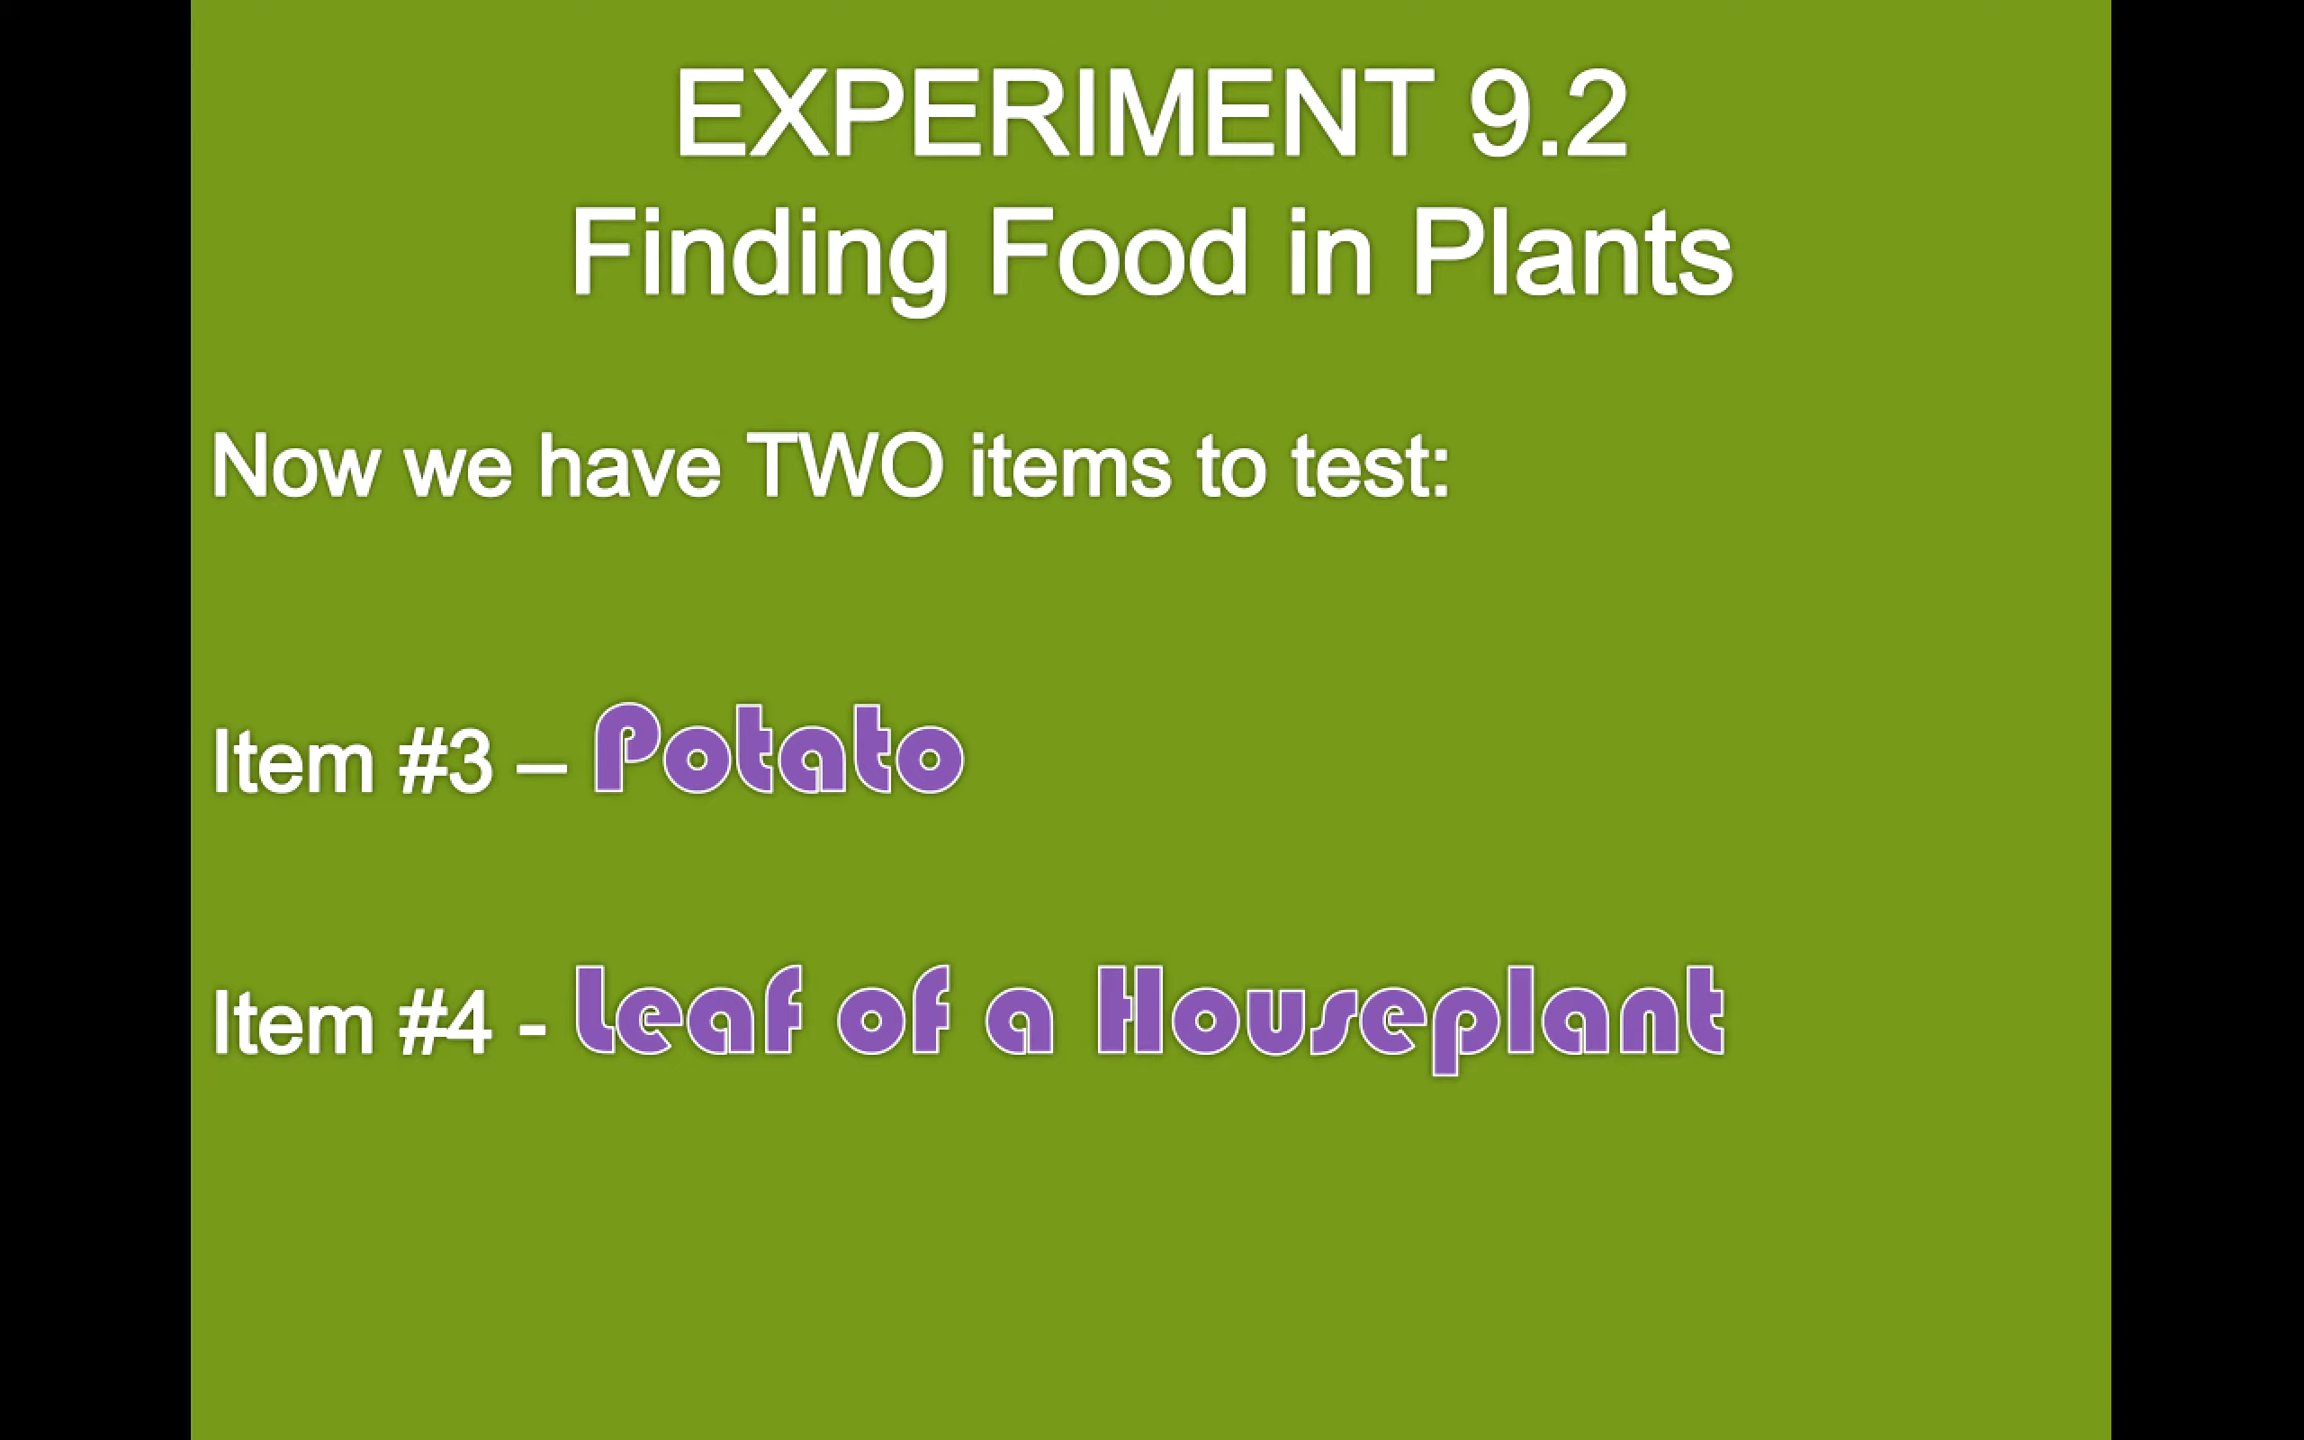 EXPERIMENT 9.2
Finding Food in Plants
Now we have TWO items to test:
Item #3 – Potato
Item #4 - Leaf of a Houseplant